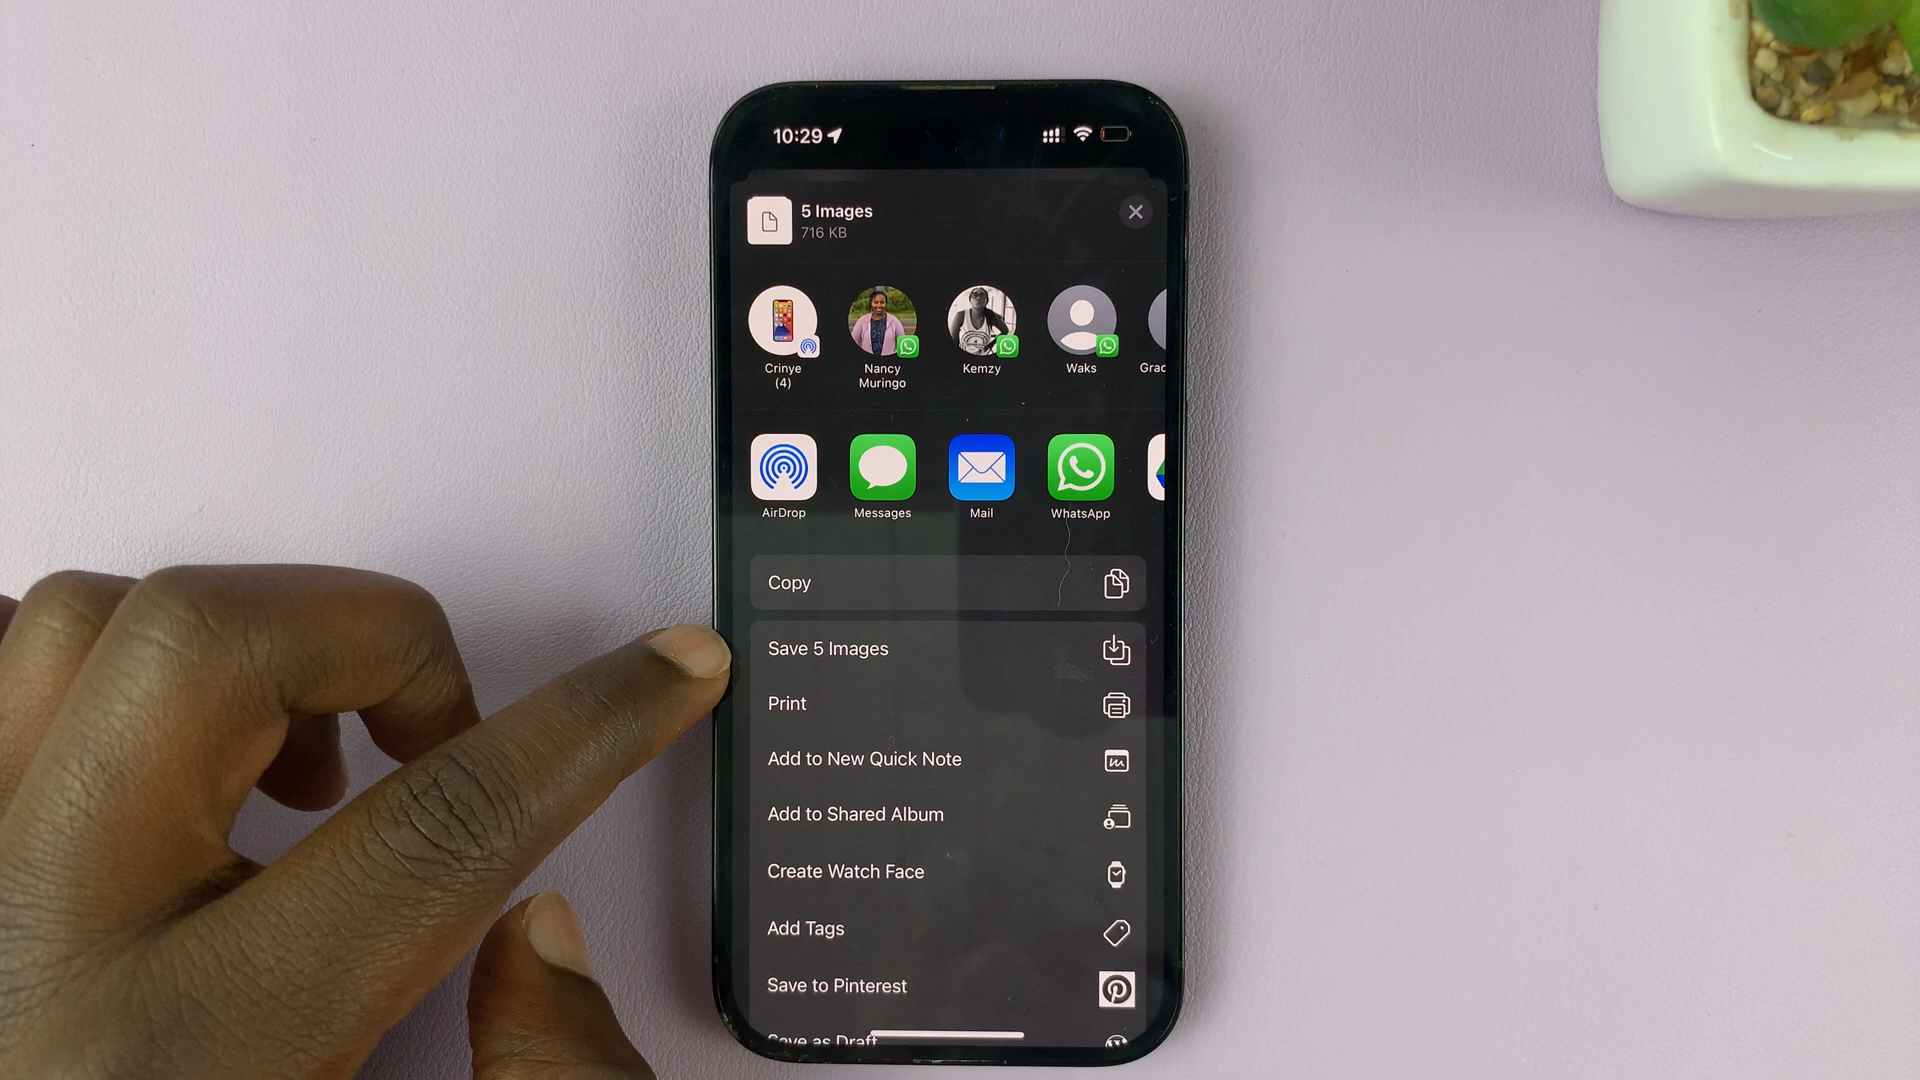 10:29
5 Images
716 KB
Crinye
(4)
Nancy
Muringo
Kemzy
Waks
Grac
AirDrop
Messages
Mail
WhatsApp
Copy
Save 5 Images
Print
Add to New Quick Note
Add to Shared Album
Create Watch Face
Add Tags
Save to Pinterest
Save as Draft